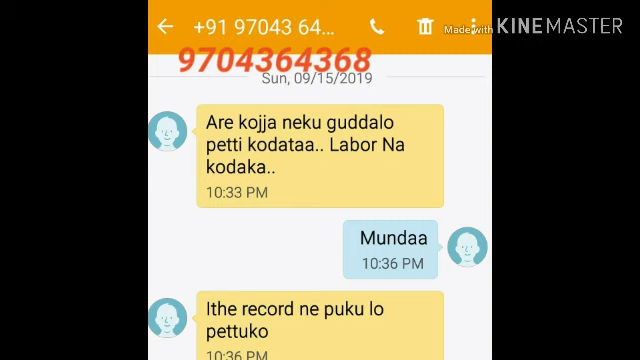 +91 97043 64...
Made with KINEMASTER
9704364368
Sun, 09/15/2019
Are kojja neku guddalo
petti kodataa.. Labor Na
kodaka..
10:33 PM
Mundaa
10:36 PM
Ithe record ne puku lo
pettuko
10:36 PM